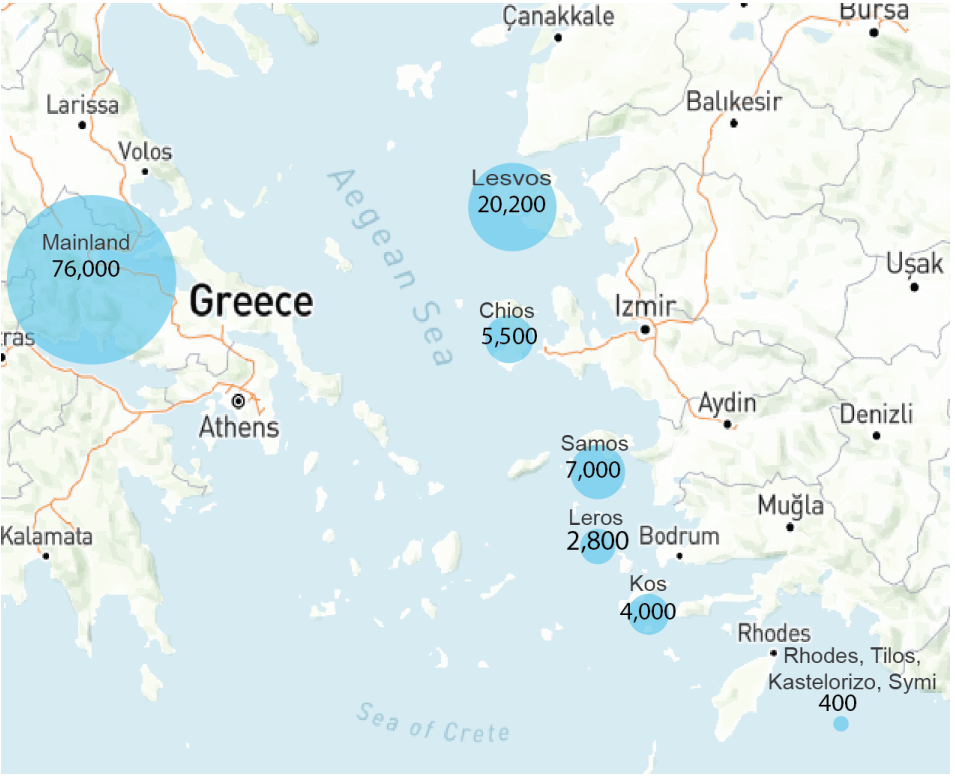 Çanakkale
Bursa
Larissa
Balıkesir
Volos
Aegean Sea
Lesvos
20,200
Mainland
76,000
Greece
Uşak
Chios
5,500
Izmir
tras
Athens
Aydin
Denizli
Samos
7,000
Muğla
Leros
2,800
Bodrum
Kalamata
Kos
4,000
Rhodes
Rhodes, Tilos,
Kastelorizo, Symi
400
Sea of Crete